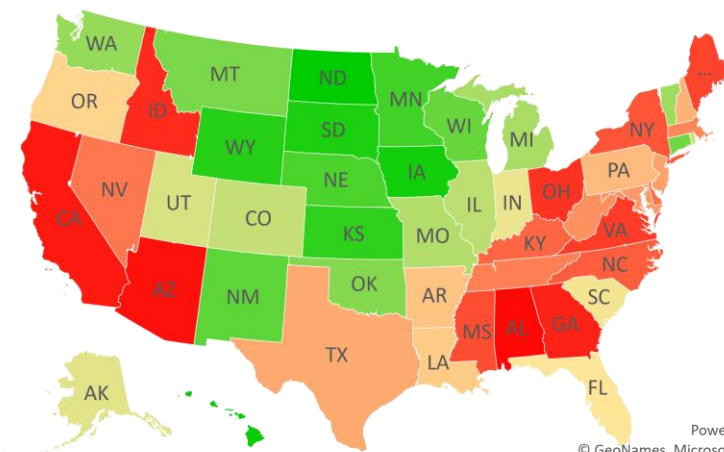 WA
MT
ND
MN
OR
ID
SD
WI
...
WY
MI
NY
IA
NE
PA
NV
UT
CO
IL
IN
OH
CA
KS
MO
KY
VA
NC
AZ
NM
OK
AR
SC
MS
AL
GA
TX
LA
AK
FL
Powe
© GeoNames, Microso